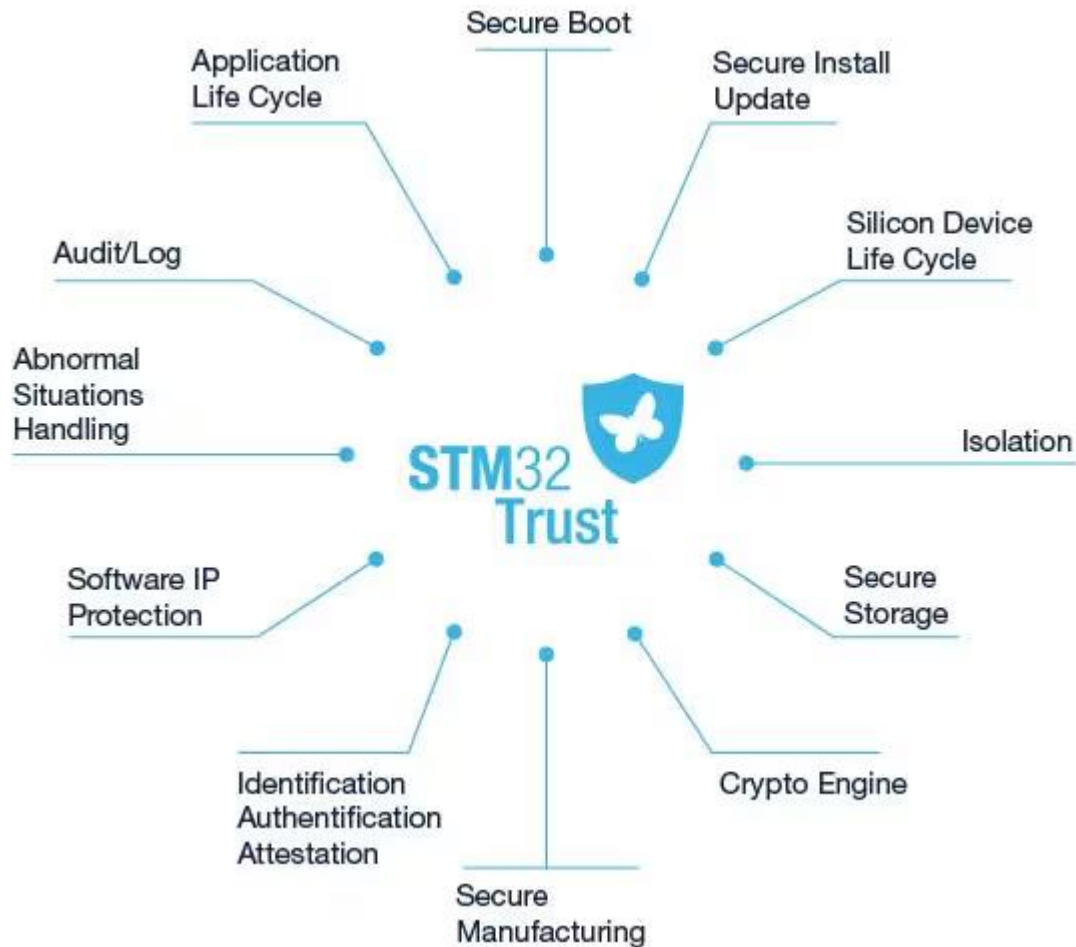 Secure Boot
Application
Life Cycle
Secure Install
Update
Silicon Device
Life Cycle
Audit/Log
Abnormal
Situations
Handling
Isolation
STM32
Trust
Software IP
Protection
Secure
Storage
Identification
Authentification
Attestation
Crypto Engine
Secure
Manufacturing